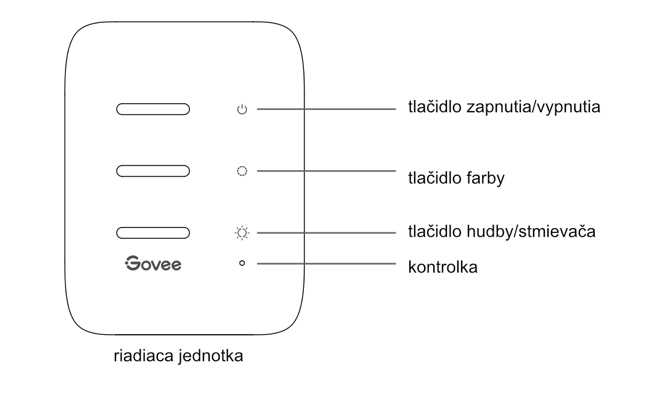 tlačidlo zapnutia/vypnutia
tlačidlo farby
tlačidlo hudby/stmievača
Govee
kontrolka
riadiaca jednotka